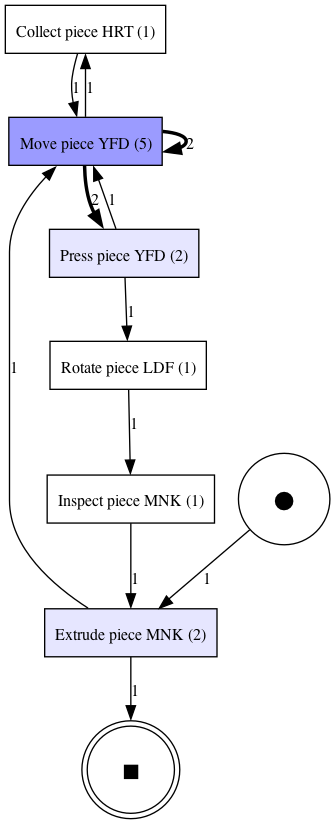 Collect piece HRT (1)
1
1
Move piece YFD (5)
2
2
1
Press piece YFD (2)
1
Rotate piece LDF (1)
1
1
Inspect piece MNK (1)
1
1
Extrude piece MNK (2)
1